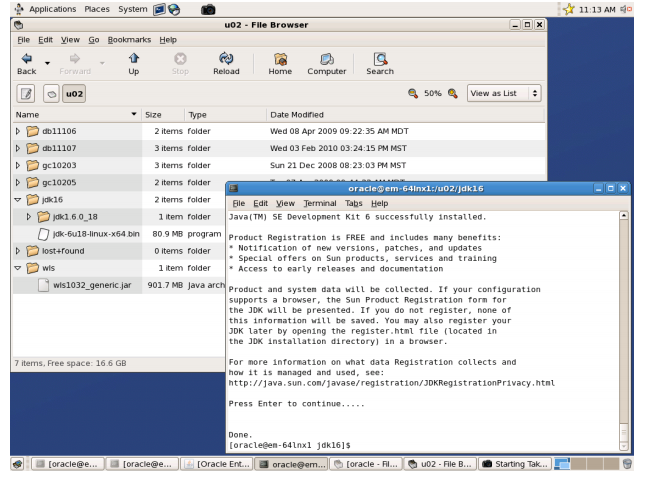 Applications Places System 11:13 AM
u02 - File Browser
File Edit View Go Bookmarks Help
Back Forward Up Stop Reload Home Computer Search
u02 50% View as List
Name Size Type Date Modified
db11106 2 items folder Wed 08 Apr 2009 09:22:35 AM MDT
db11107 3 items folder Wed 03 Feb 2010 03:24:15 PM MST
gc10203 3 items folder Sun 21 Dec 2008 08:23:03 PM MST
gc10205 2 items folder
jdk16 2 items folder
jdk1.6.0_18 1 item folder
jdk-6u18-linux-x64.bin 80.9 MB program
lost+found 0 items folder
wls 1 item folder
wls1032_generic.jar 901.7 MB Java arch
7 items, Free space: 16.6 GB
oracle@em-64lnx1:/u02/jdk16
File Edit View Terminal Tabs Help
Java(TM) SE Development Kit 6 successfully installed.
Product Registration is FREE and includes many benefits:
* Notification of new versions, patches, and updates
* Special offers on Sun products, services and training
* Access to early releases and documentation
Product and system data will be collected. If your configuration
supports a browser, the Sun Product Registration form for
the JDK will be presented. If you do not register, none of
this information will be saved. You may also register your
JDK later by opening the register.html file (located in
the JDK installation directory) in a browser.
For more information on what data Registration collects and
how it is managed and used, see:
http://java.sun.com/javase/registration/JDKRegistrationPrivacy.html
Press Enter to continue.....
Done.
[oracle@em-64lnx1 jdk16]$
[oracle@e... [oracle@e... [Oracle Ent... oracle@em... [oracle - Fil... u02 - File B... Starting Tak...